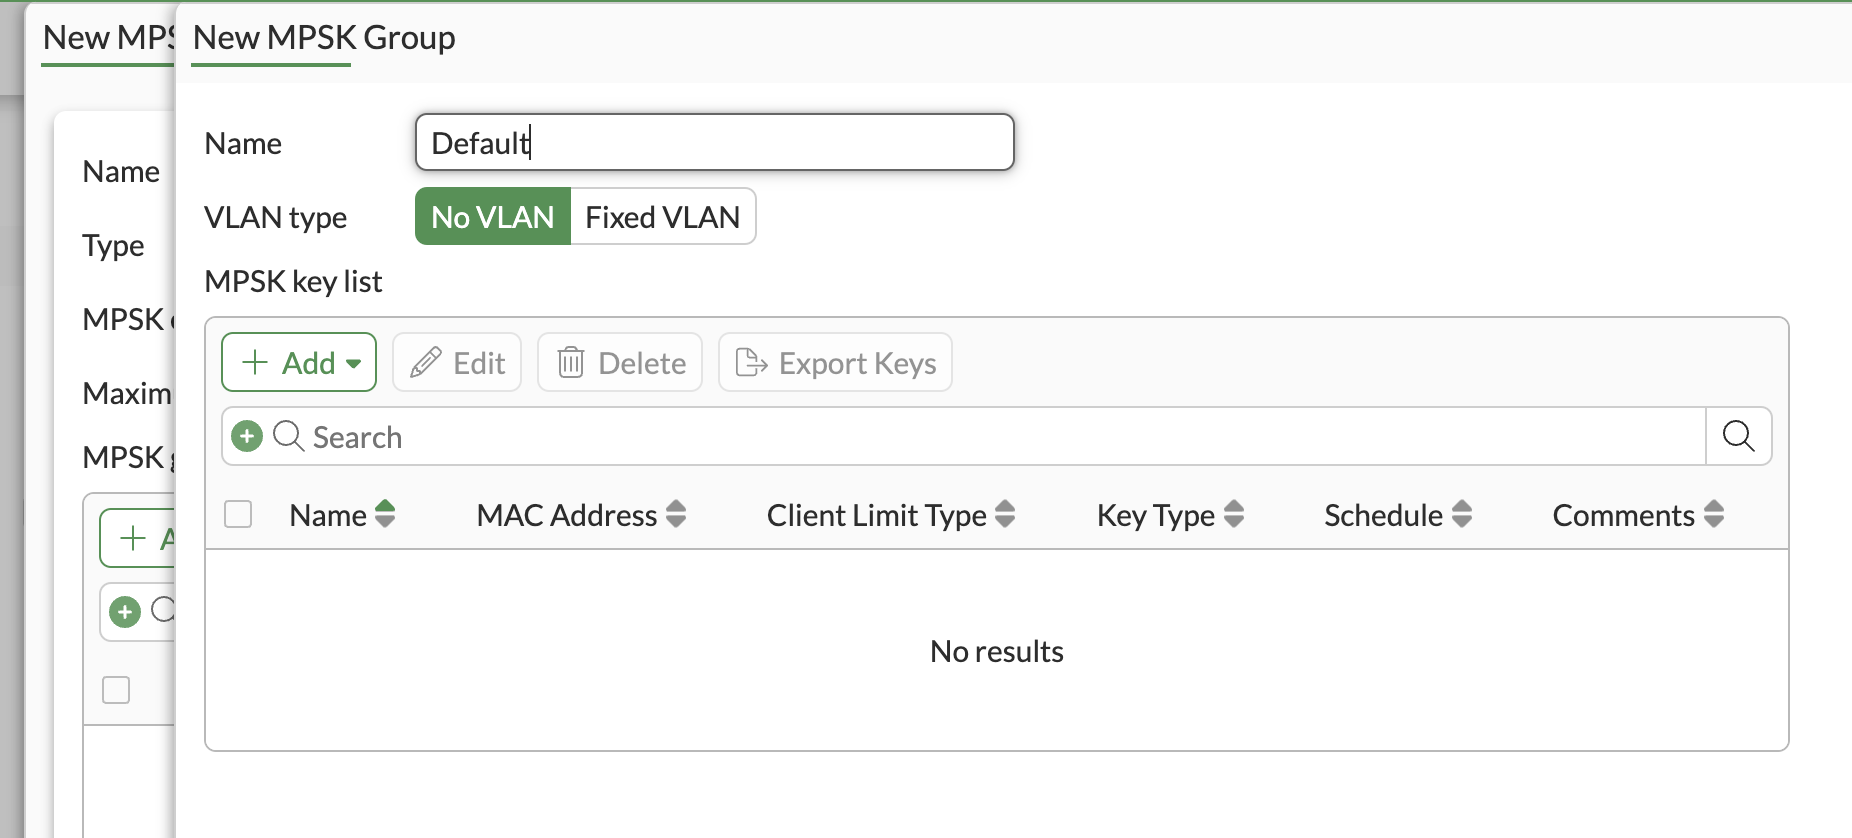 New MPS
New MPSK Group
Name
Type
MPSK
Maxim
MPSK
Name
Default
VLAN type
No VLAN
Fixed VLAN
MPSK key list
Add
Edit
Delete
Export Keys
Search
Name
MAC Address
Client Limit Type
Key Type
Schedule
Comments
No results